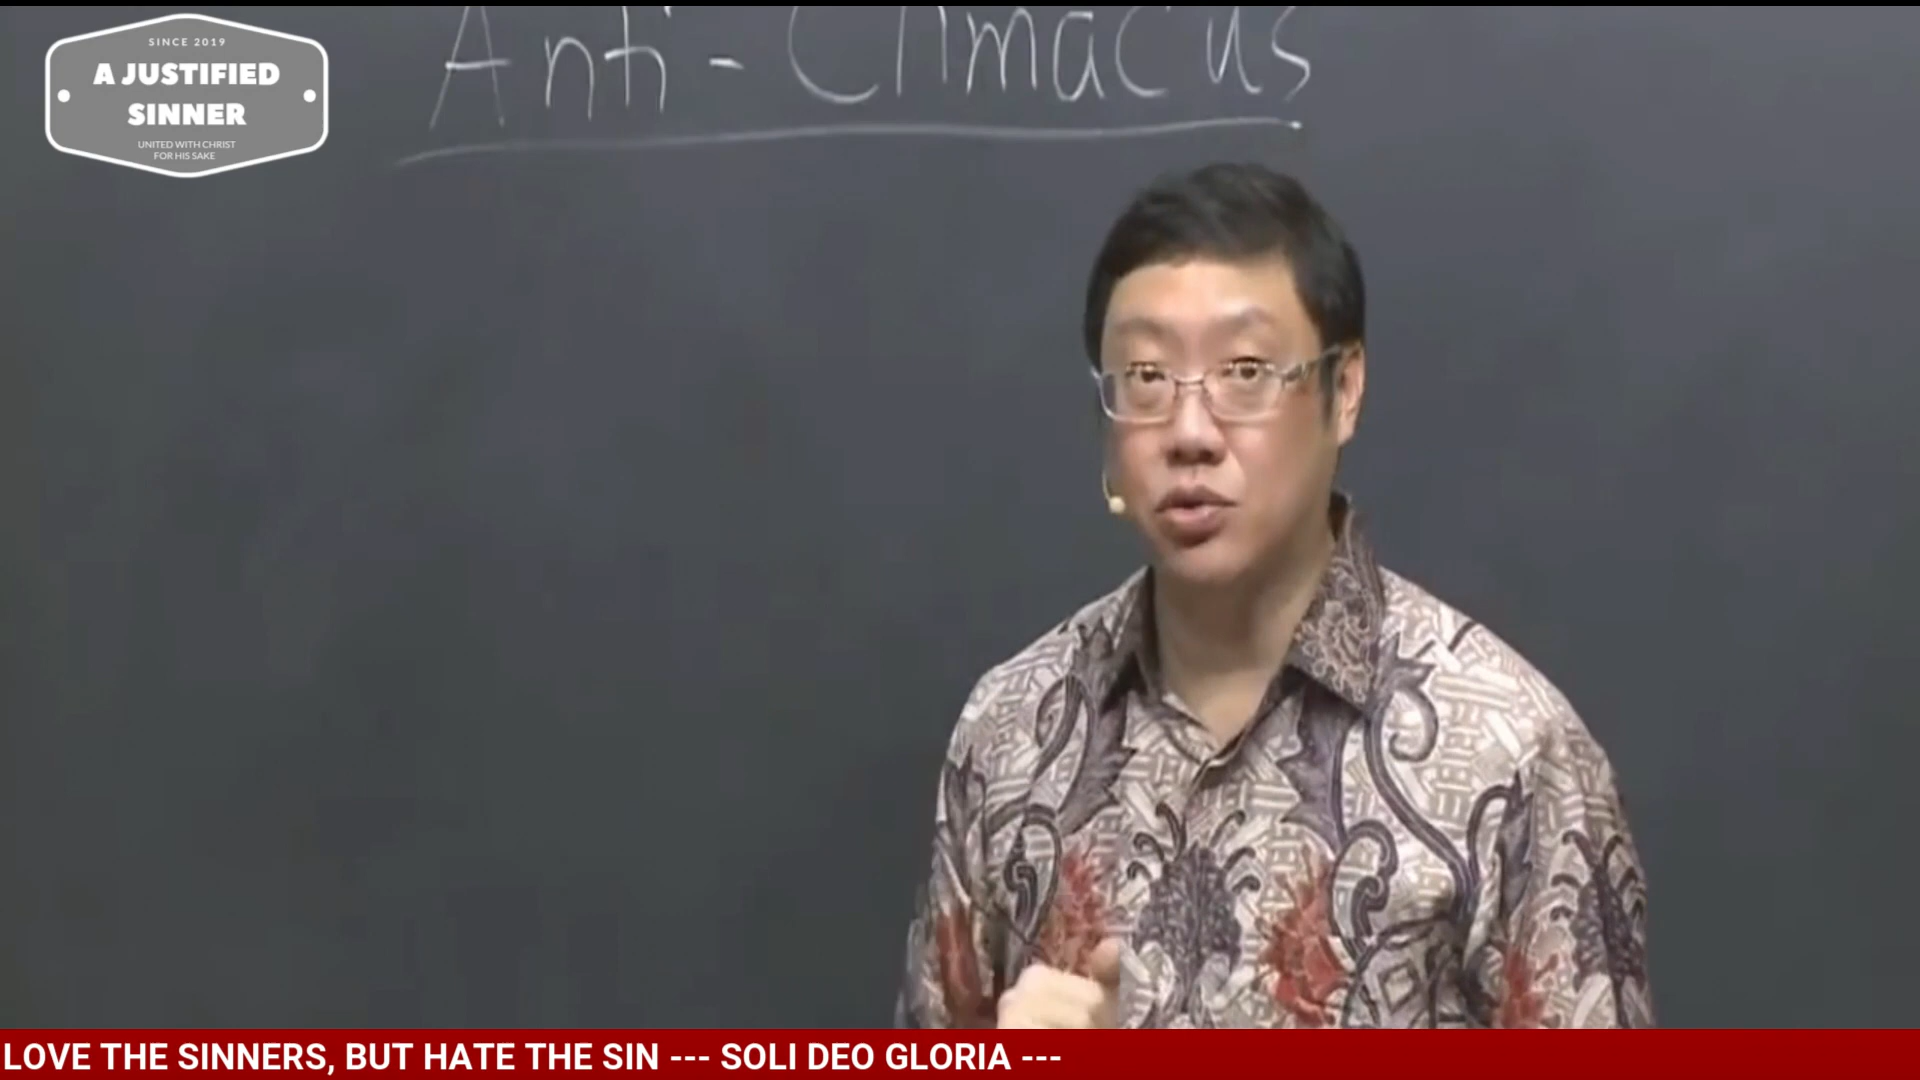 SINCE 2019
A JUSTIFIED
SINNER
UNITED WITH CHRIST
FOR HIS SAKE
Anti-Climacus
LOVE THE SINNERS, BUT HATE THE SIN --- SOLI DEO GLORIA ---